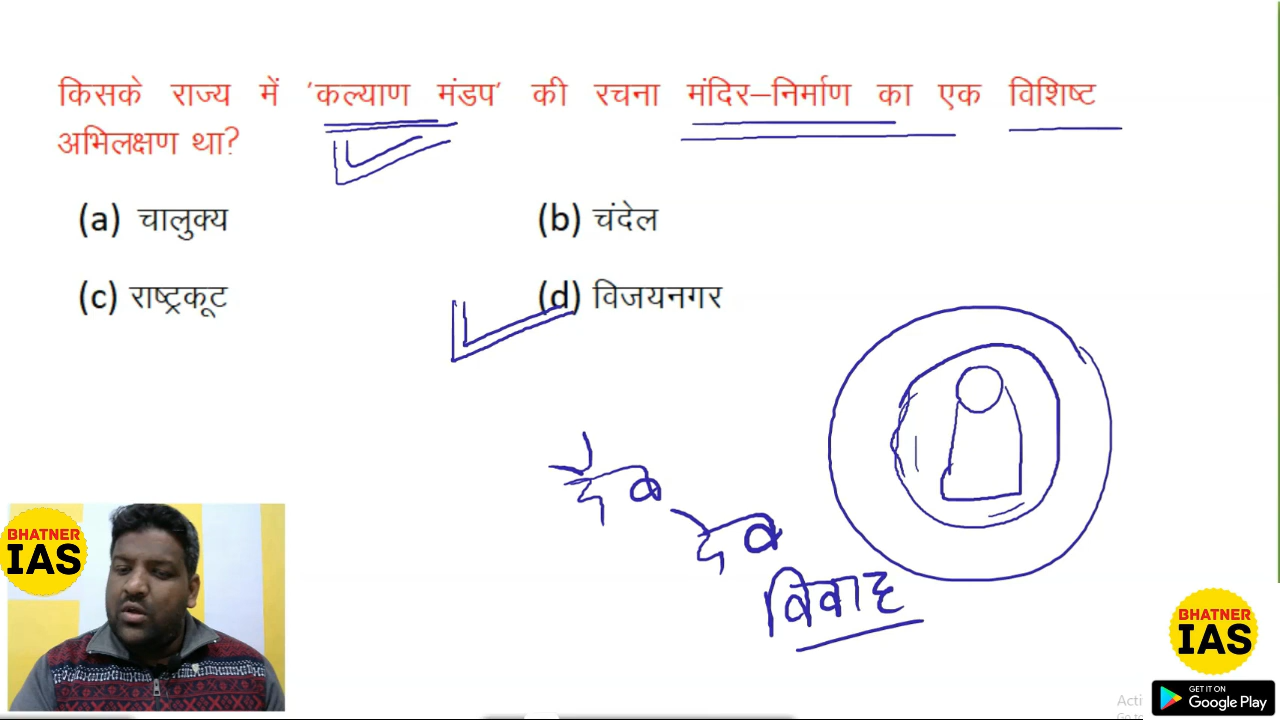 किसके राज्य में 'कल्याण मंडप' की रचना मंदिर–निर्माण का एक विशिष्ट
अभिलक्षण था?
(a) चालुक्य
(b) चंदेल
(c) राष्ट्रकूट
(d) विजयनगर
देव
देव
विवाह
BHATNER
IAS
BHATNER
IAS
GET IT ON
Google Play